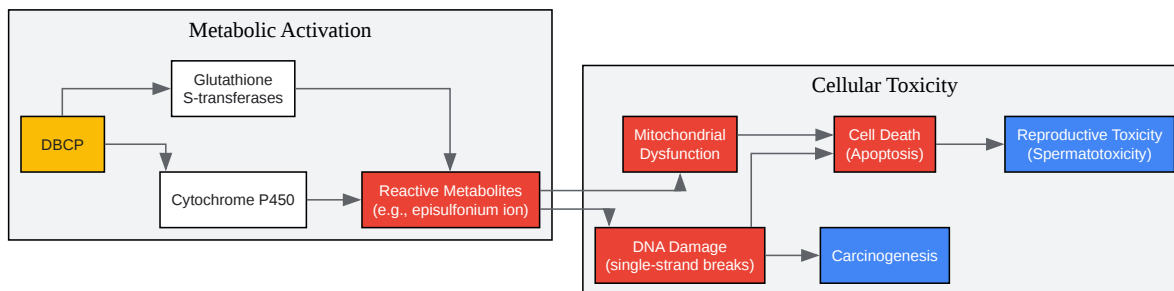 Metabolic Activation
Glutathione
S-transferases
DBCP
Cytochrome P450
Reactive Metabolites
(e.g., episulfonium ion)
Cellular Toxicity
Mitochondrial
Dysfunction
Cell Death
(Apoptosis)
Reproductive Toxicity
(Spermatotoxicity)
DNA Damage
(single-strand breaks)
Carcinogenesis